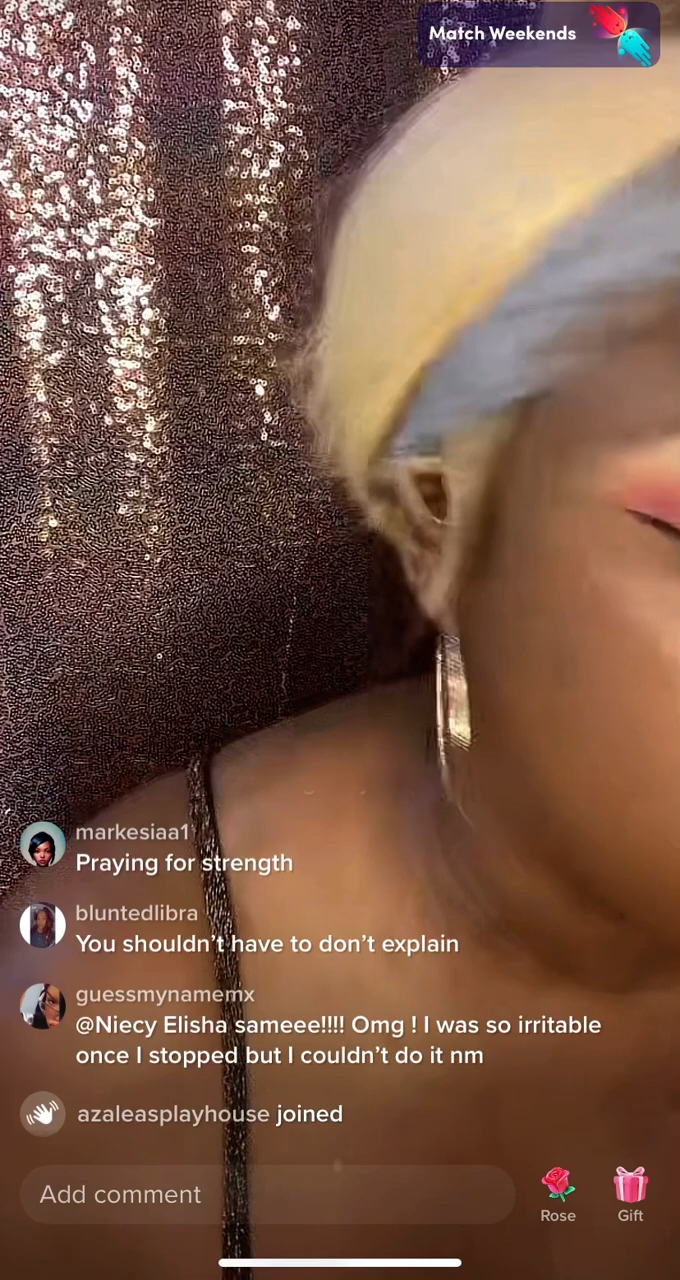 Match Weekends
markesiaa1
Praying for strength
bluntedlibra
You shouldn’t have to don’t explain
guessmynamemx
@Niecy Elisha sameee!!!! Omg ! I was so irritable
once I stopped but I couldn’t do it nm
azaleasplayhouse joined
Add comment
Rose
Gift